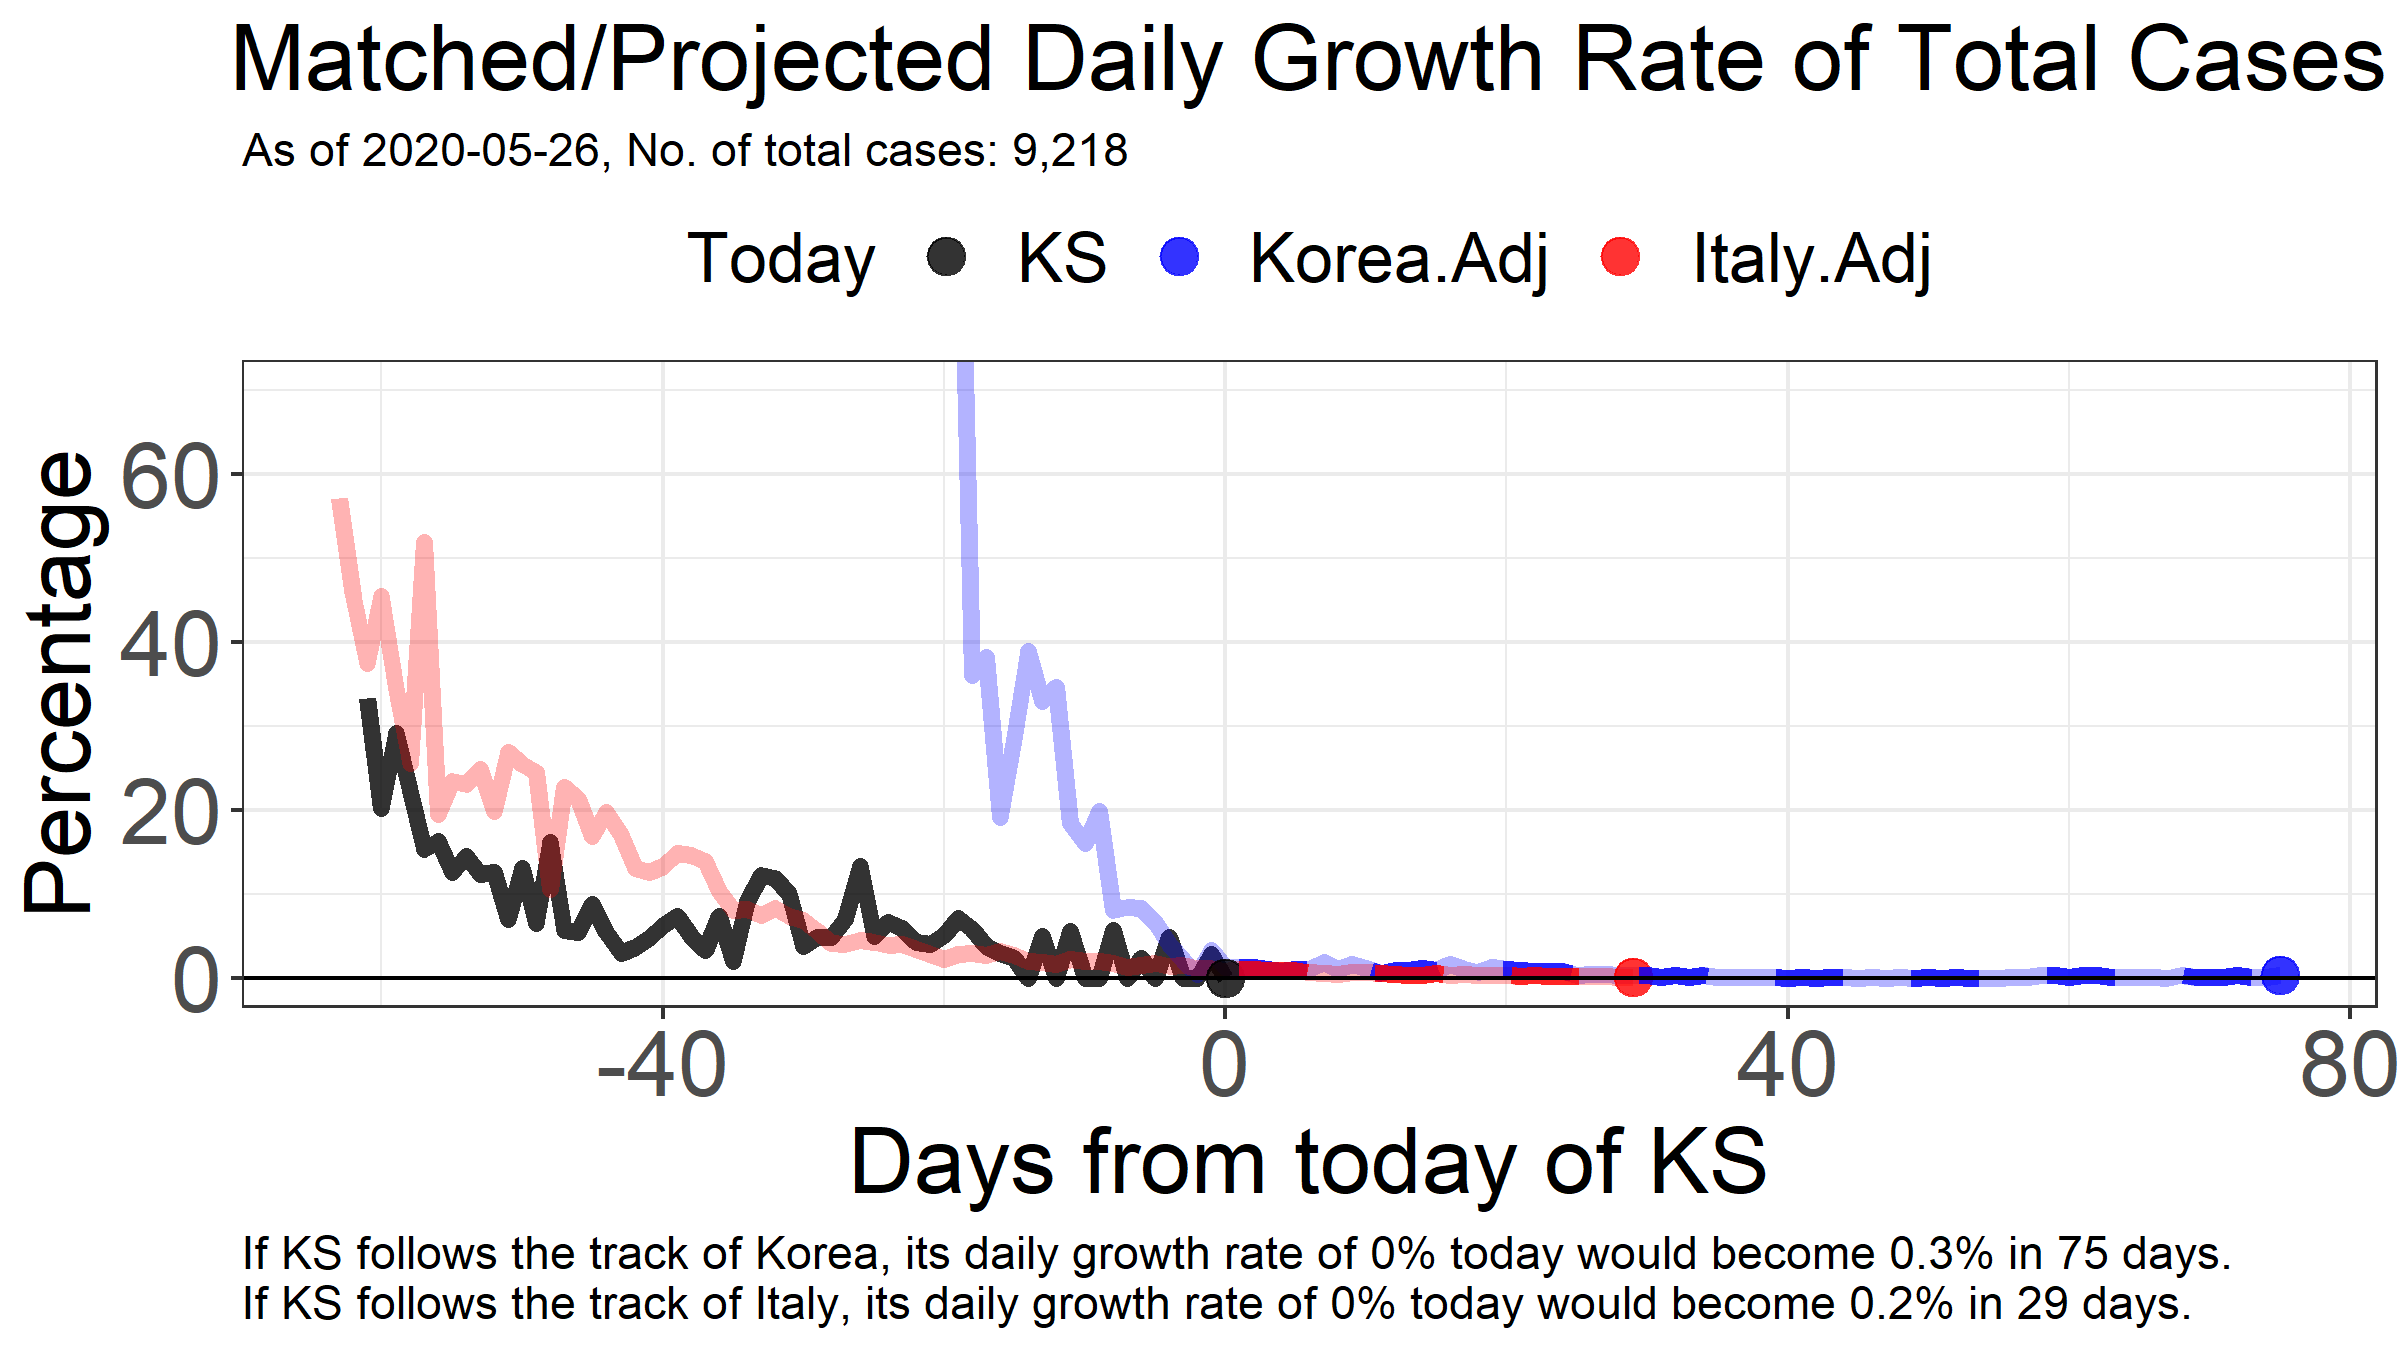 Matched/Projected Daily Growth Rate of Total Cases
As of 2020-05-26, No. of total cases: 9,218
Today KS Korea.Adj Italy.Adj
Percentage
60
40
20
0
-40 0 40 80
Days from today of KS
If KS follows the track of Korea, its daily growth rate of 0% today would become 0.3% in 75 days.
If KS follows the track of Italy, its daily growth rate of 0% today would become 0.2% in 29 days.